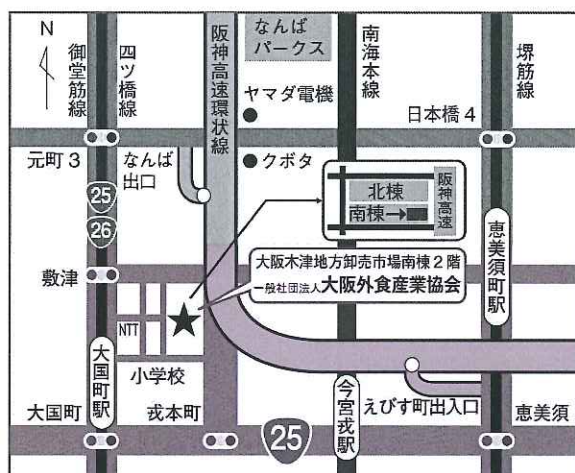 N
御堂筋線
四ツ橋線
阪神高速環状線
なんば
パークス
南海本線
堺筋線
ヤマダ電機
日本橋4
元町3
なんば
出口
クボタ
北棟
南棟→
阪神高速
25
26
恵美須町駅
敷津
大阪木津地方卸売市場南棟2階
一般社団法人大阪外食産業協会
NTT
小学校
大国町駅
今宮戎駅
えびす町出入口
大国町
戎本町
25
恵美須